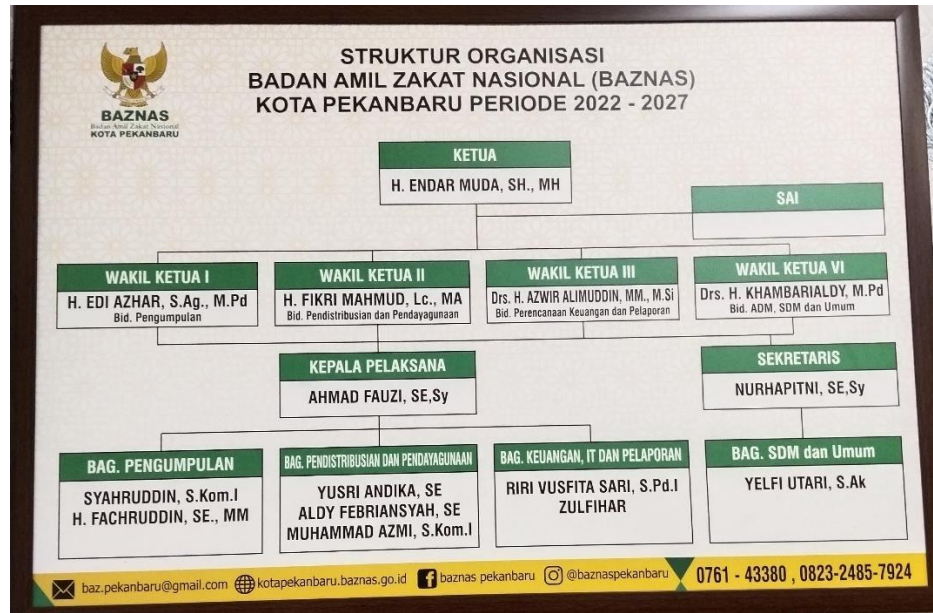 BAZNAS
Badan Amil Zakat Nasional
KOTA PEKANBARU
STRUKTUR ORGANISASI
BADAN AMIL ZAKAT NASIONAL (BAZNAS)
KOTA PEKANBARU PERIODE 2022 - 2027
KETUA
H. ENDAR MUDA, SH., MH
SAI
WAKIL KETUA I
H. EDI AZHAR, S.Ag., M.Pd
Bid. Pengumpulan
WAKIL KETUA II
H. FIKRI MAHMUD, Lc., MA
Bid. Pendistribusian dan Pendayagunaan
WAKIL KETUA III
Drs. H. AZWIR ALIMUDDIN, MM., M.Si
Bid. Perencanaan Keuangan dan Pelaporan
WAKIL KETUA VI
Drs. H. KHAMBARIALDY, M.Pd
Bid. ADM, SDM dan Umum
KEPALA PELAKSANA
AHMAD FAUZI, SE,Sy
SEKRETARIS
NURHAPITNI, SE,Sy
BAG. PENGUMPULAN
SYAHRUDDIN, S.Kom.I
H. FACHRUDDIN, SE., MM
BAG. PENDISTRIBUSIAN DAN PENDAYAGUNAAN
YUSRI ANDIKA, SE
ALDY FEBRIANSYAH, SE
MUHAMMAD AZMI, S.Kom.I
BAG. KEUANGAN, IT DAN PELAPORAN
RIRI VUSFITA SARI, S.Pd.I
ZULFIHAR
BAG. SDM dan Umum
YELFI UTARI, S.Ak
baz.pekanbaru@gmail.com
kotapekanbaru.baznas.go.id
baznas pekanbaru
@baznaspekanbaru
0761 - 43380 , 0823-2485-7924